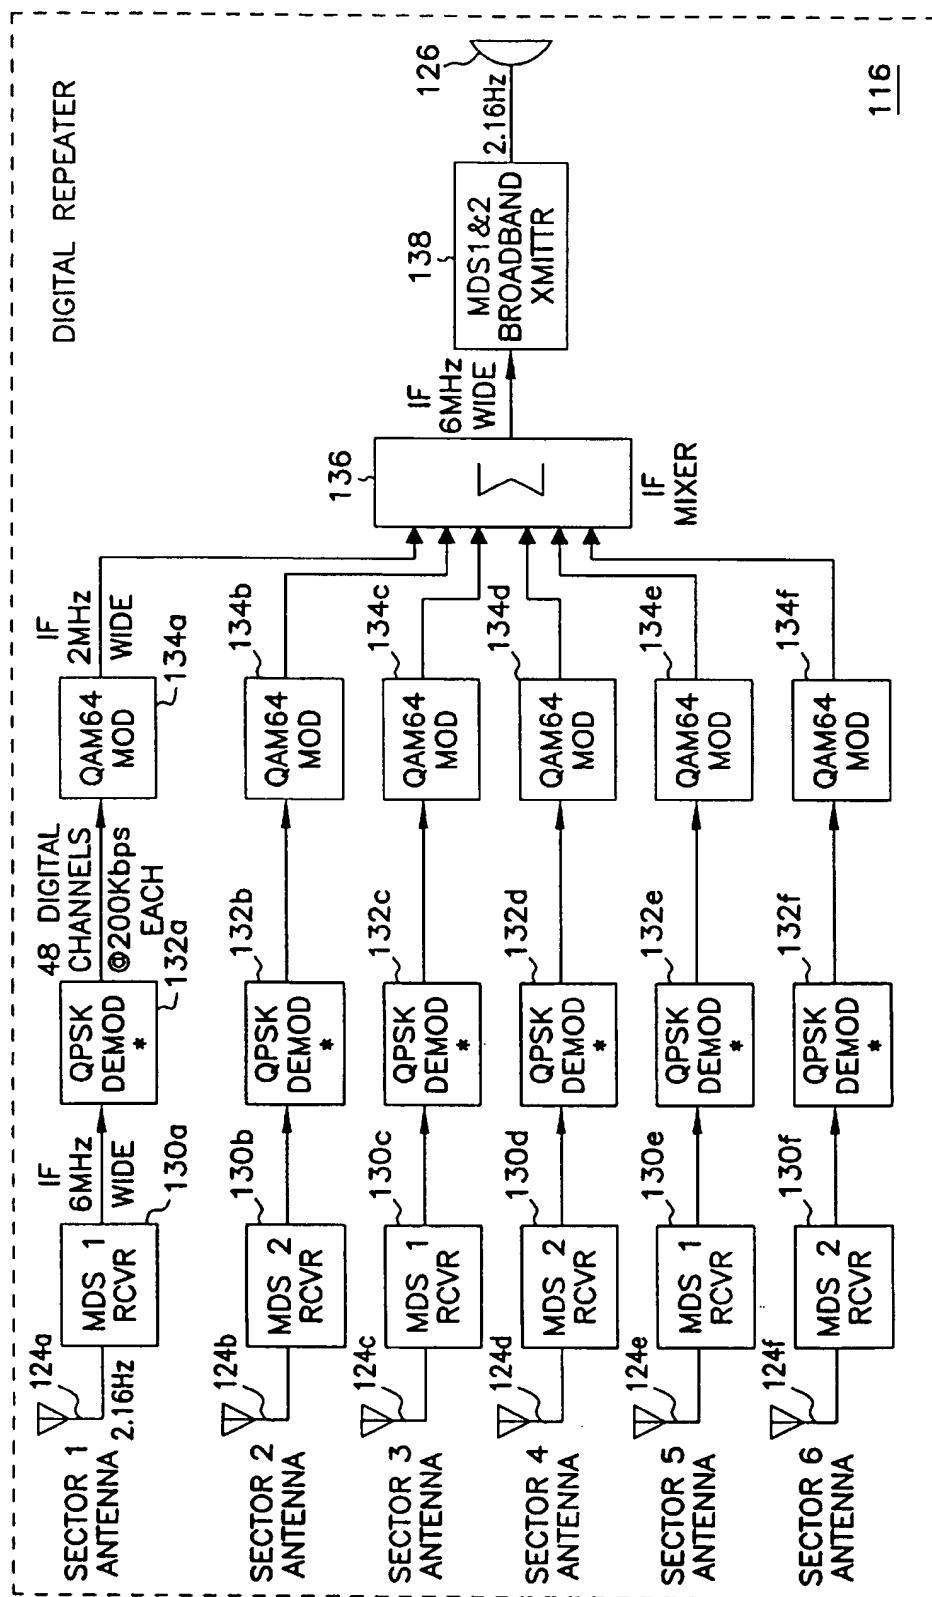 DIGITAL REPEATER
116
SECTOR 1
ANTENNA
124a
2.16Hz
MDS 1
RCVR
130a
IF
6MHz
WIDE
QPSK
DEMOD
*
132a
48 DIGITAL
CHANNELS
@200Kbps
EACH
QAM64
MOD
134a
IF
2MHz
WIDE
SECTOR 2
ANTENNA
124b
MDS 2
RCVR
130b
QPSK
DEMOD
*
132b
QAM64
MOD
134b
SECTOR 3
ANTENNA
124c
MDS 1
RCVR
130c
QPSK
DEMOD
*
132c
QAM64
MOD
134c
SECTOR 4
ANTENNA
124d
MDS 2
RCVR
130d
QPSK
DEMOD
*
132d
QAM64
MOD
134d
SECTOR 5
ANTENNA
124e
MDS 1
RCVR
130e
QPSK
DEMOD
*
132e
QAM64
MOD
134e
SECTOR 6
ANTENNA
124f
MDS 2
RCVR
130f
QPSK
DEMOD
*
132f
QAM64
MOD
134f
136
Σ
IF
MIXER
IF
6MHz
WIDE
138
MDS1&2
BROADBAND
XMITTR
2.16Hz
126